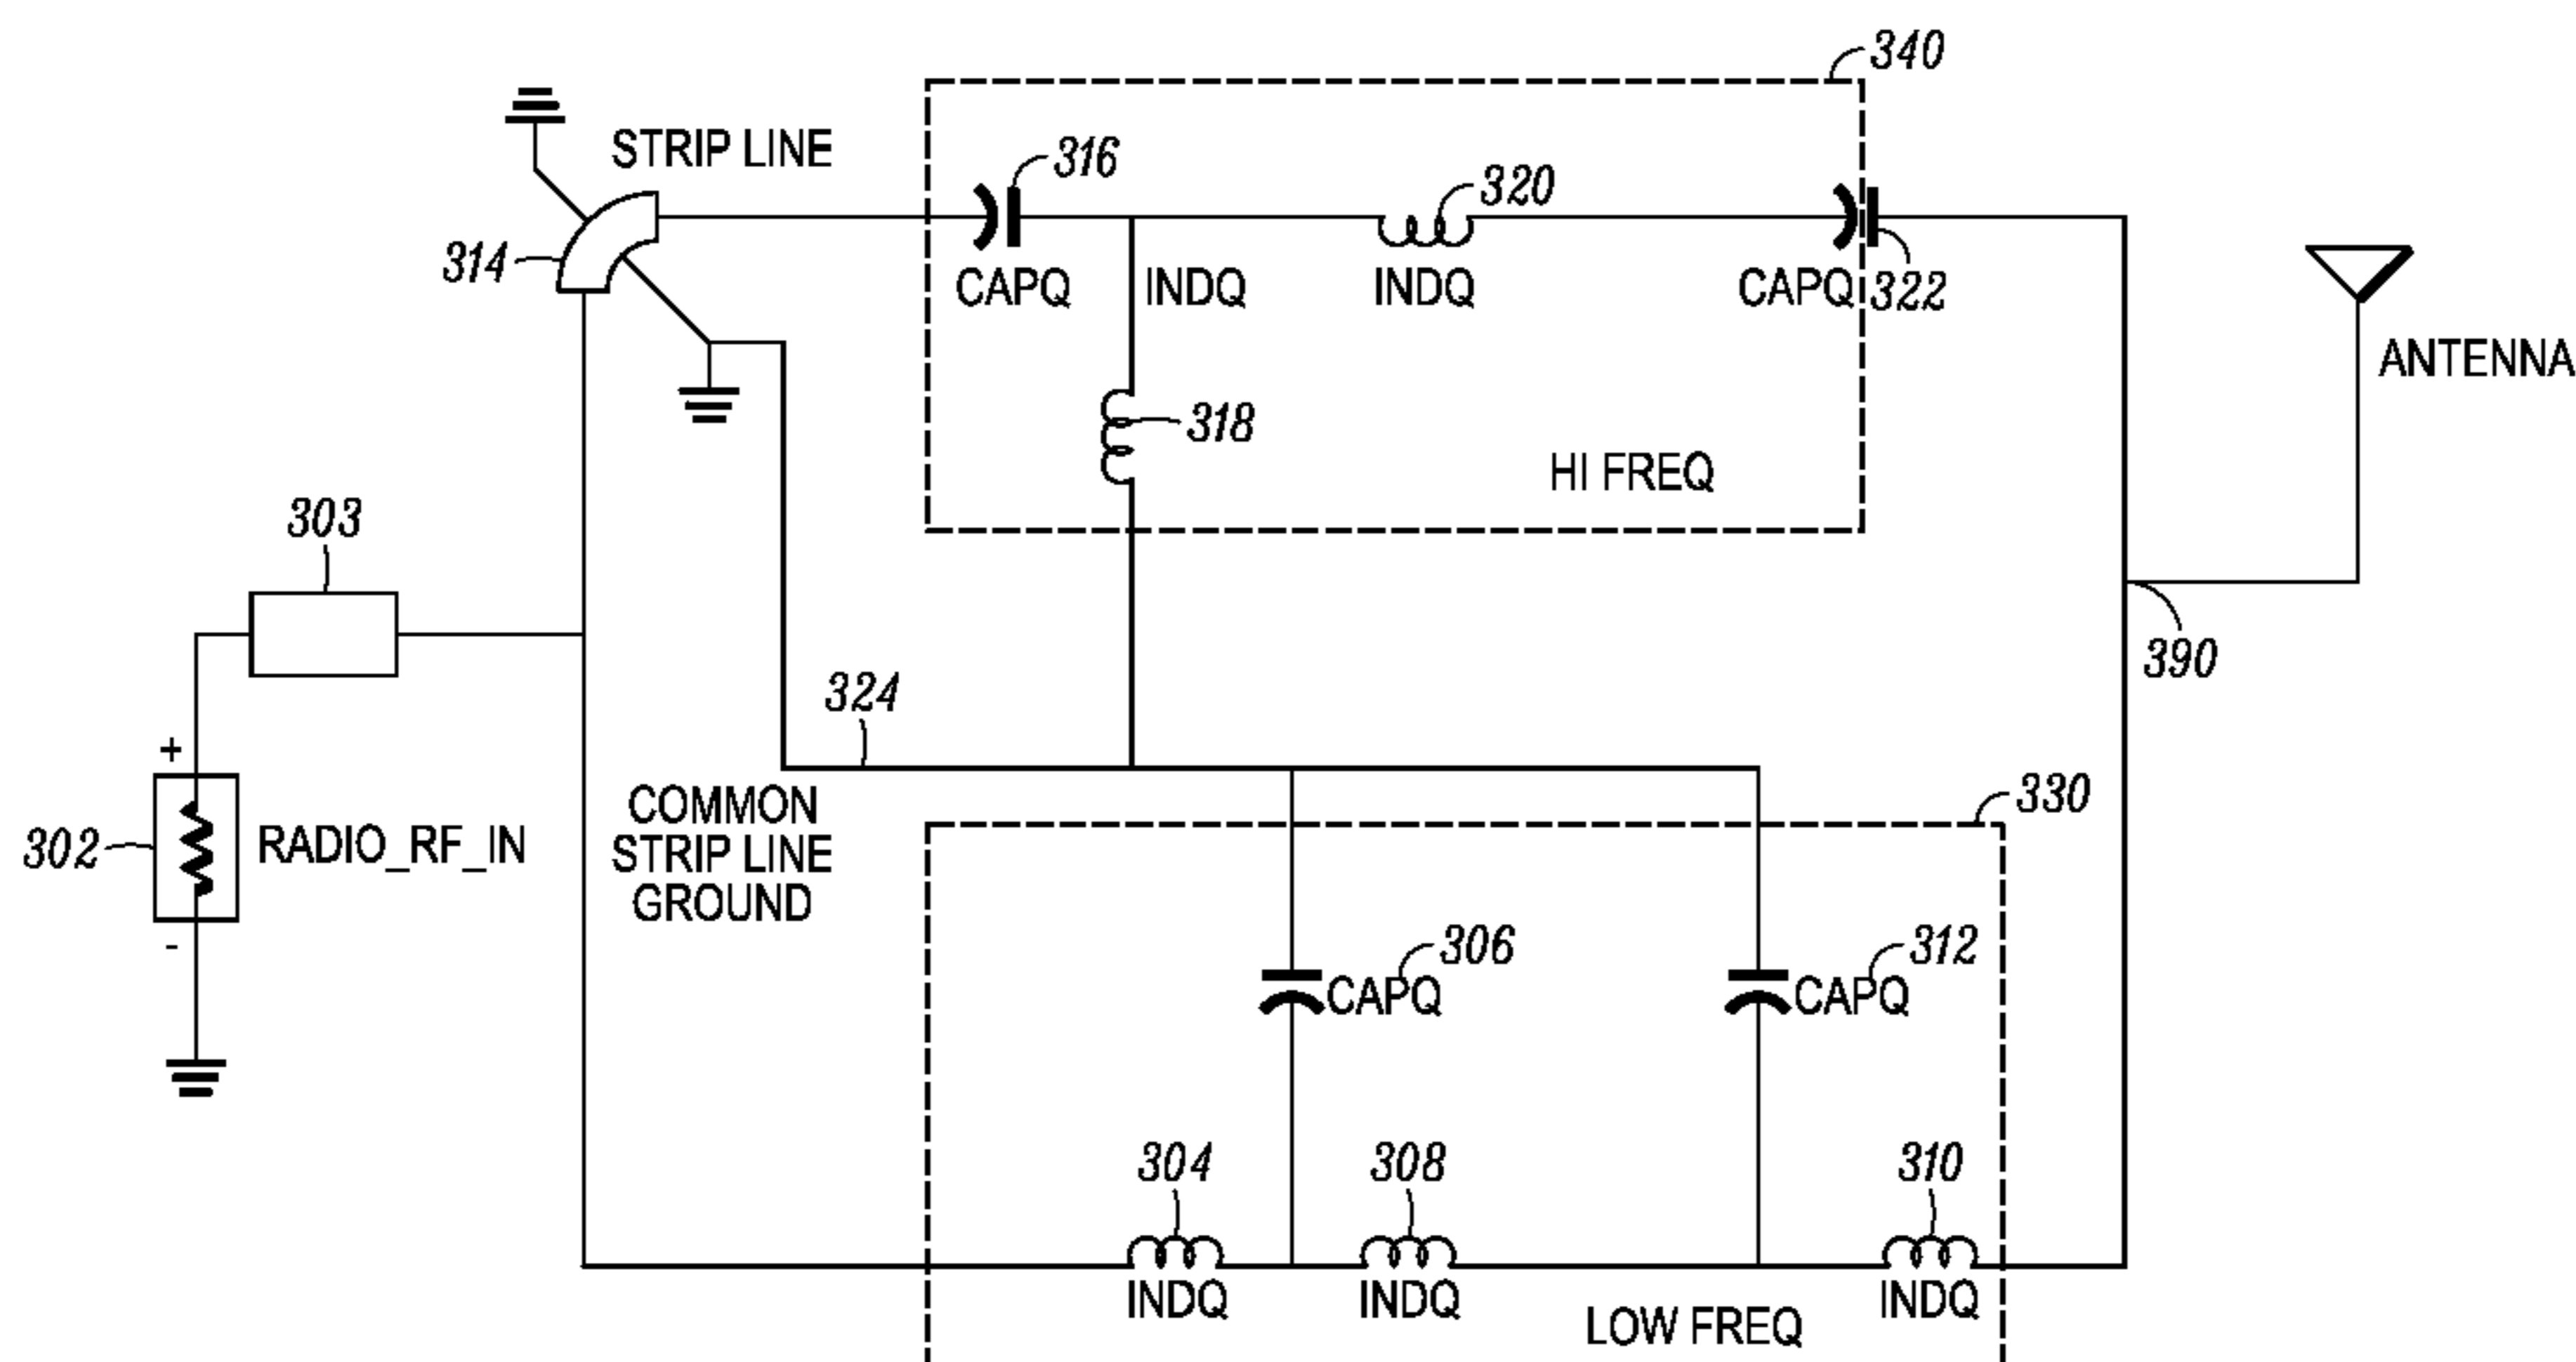 340
STRIP LINE
316
320
314
CAPQ
INDQ
INDQ
CAPQ
322
ANTENNA
318
HI FREQ
303
390
324
+
COMMON
STRIP LINE
GROUND
330
302
RADIO_RF_IN
-
306
CAPQ
312
CAPQ
304
308
310
INDQ
INDQ
INDQ
LOW FREQ